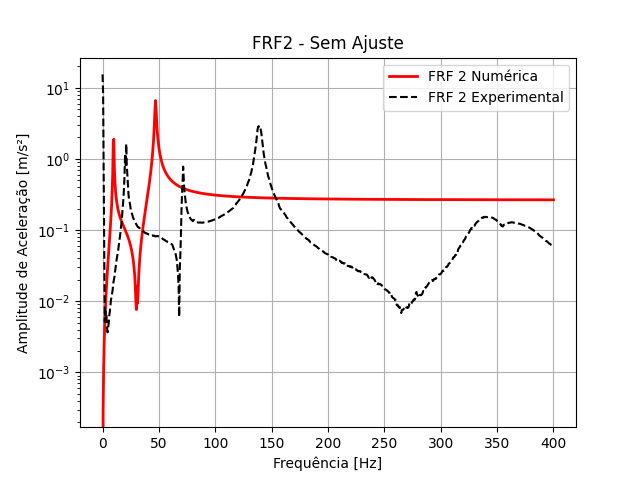 FRF2 - Sem Ajuste
FRF 2 Numérica
FRF 2 Experimental
Amplitude de Aceleração [m/s²]
10¹
10⁰
10⁻¹
10⁻²
10⁻³
0 50 100 150 200 250 300 350 400
Frequência [Hz]